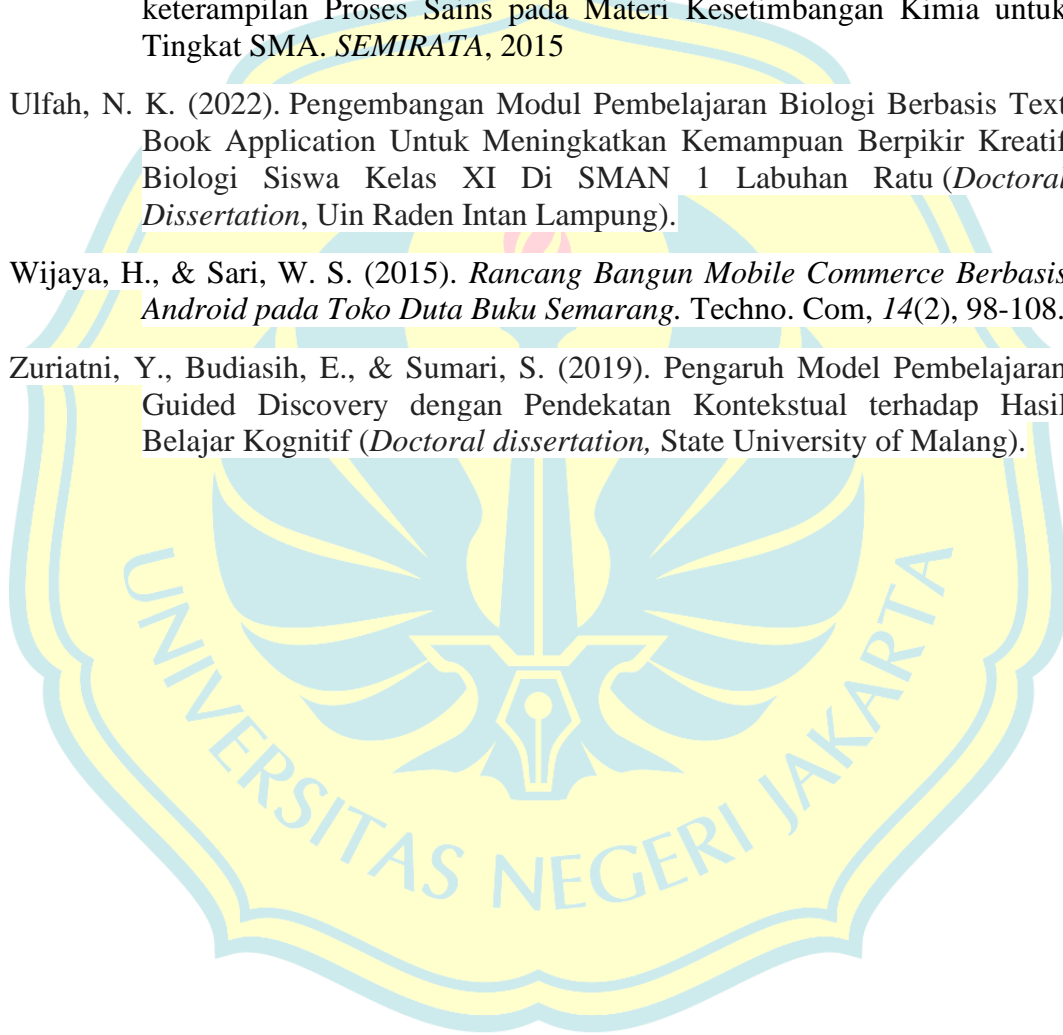 keterampilan Proses Sains pada Materi Kesetimbangan Kimia untuk
Tingkat SMA. SEMIRATA, 2015
Ulfah, N. K. (2022). Pengembangan Modul Pembelajaran Biologi Berbasis Text
Book Application Untuk Meningkatkan Kemampuan Berpikir Kreatif
Biologi Siswa Kelas XI Di SMAN 1 Labuhan Ratu (Doctoral
Dissertation, Uin Raden Intan Lampung).
Wijaya, H., & Sari, W. S. (2015). Rancang Bangun Mobile Commerce Berbasis
Android pada Toko Duta Buku Semarang. Techno. Com, 14(2), 98-108.
Zuriatni, Y., Budiasih, E., & Sumari, S. (2019). Pengaruh Model Pembelajaran
Guided Discovery dengan Pendekatan Kontekstual terhadap Hasil
Belajar Kognitif (Doctoral dissertation, State University of Malang).
UNIVERSITAS NEGERI JAKARTA